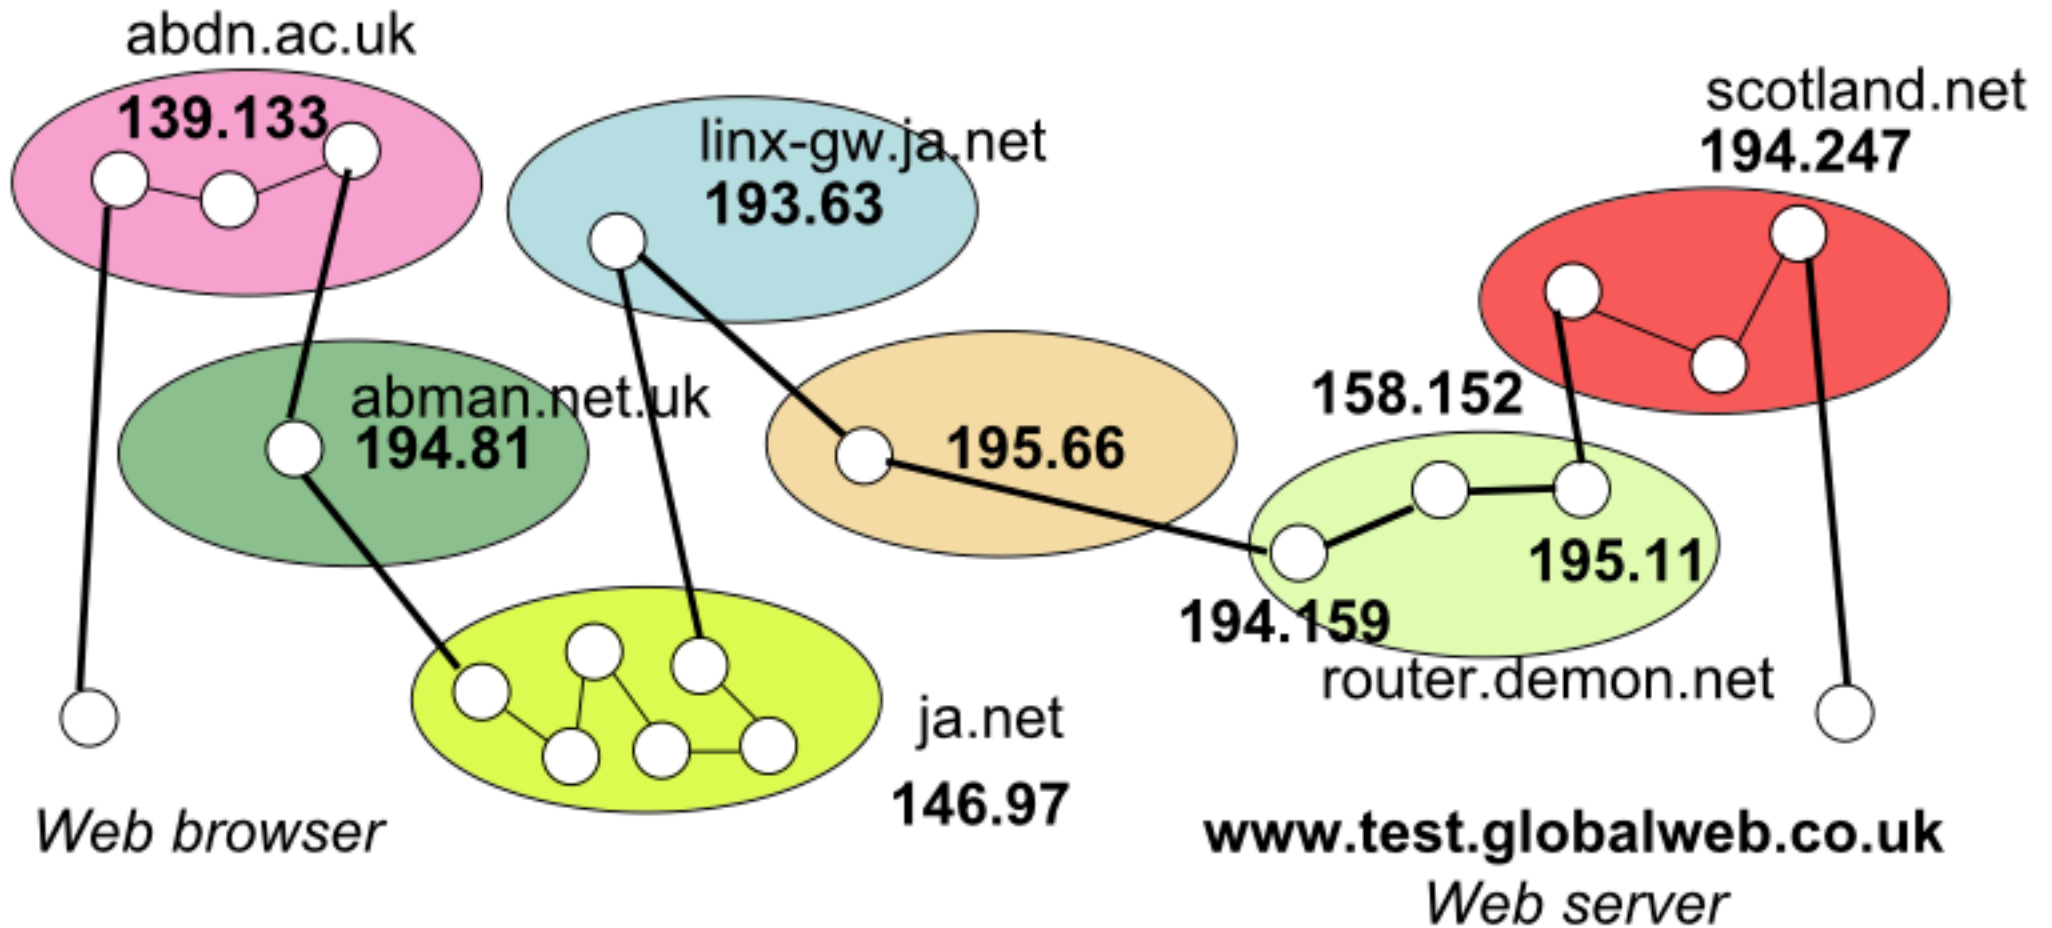 abdn.ac.uk
139.133
linx-gw.ja.net
193.63
scotland.net
194.247
abman.net.uk
194.81
195.66
158.152
195.11
194.159
router.demon.net
ja.net
146.97
Web browser
www.test.globalweb.co.uk
Web server